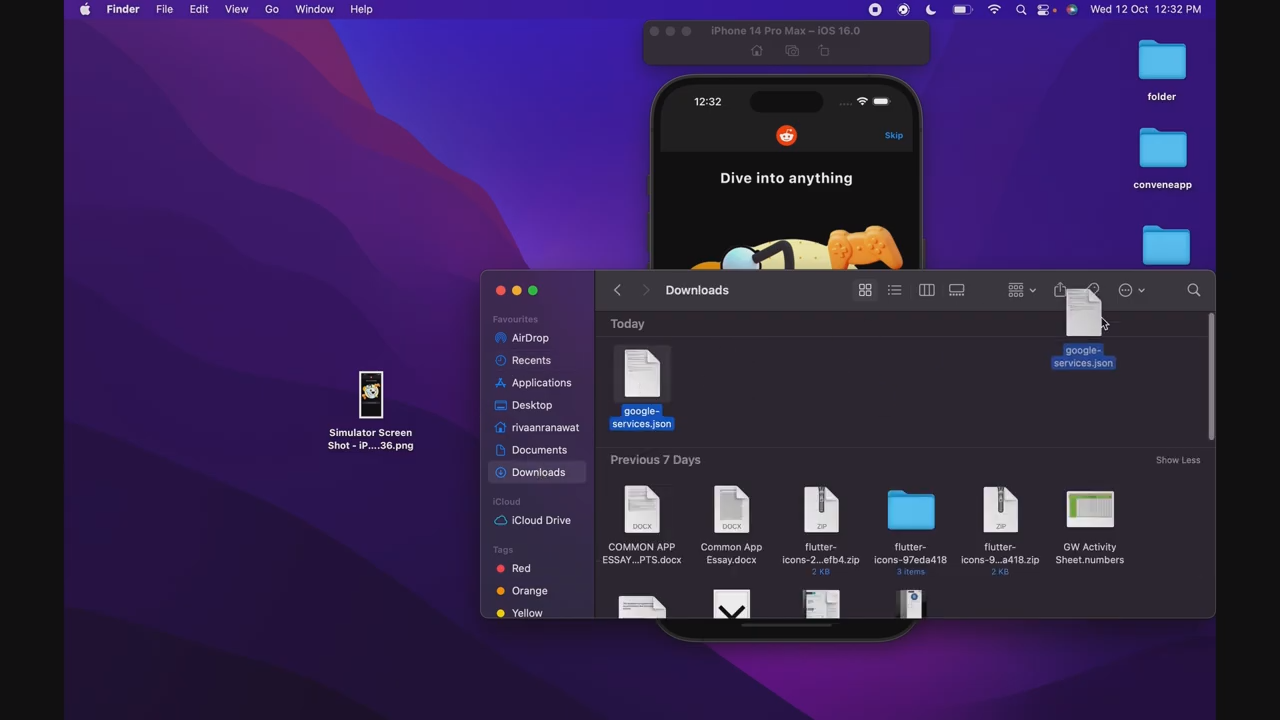 Finder File Edit View Go Window Help Wed 12 Oct 12:32 PM
iPhone 14 Pro Max – iOS 16.0
folder
12:32
Skip
Dive into anything
conveneapp
Downloads
Favourites
AirDrop
Recents
Applications
Desktop
rivaanranawat
Documents
Downloads
iCloud
iCloud Drive
Tags
Red
Orange
Yellow
Today
google-
services.json
google-
services.json
Previous 7 Days Show Less
DOCX
COMMON APP
ESSAY...PTS.docx
DOCX
Common App
Essay.docx
ZIP
flutter-
icons-2...efb4.zip
2 KB
flutter-
icons-97eda418
3 items
ZIP
flutter-
icons-9...a418.zip
2 KB
GW Activity
Sheet.numbers
Simulator Screen
Shot - iP....36.png